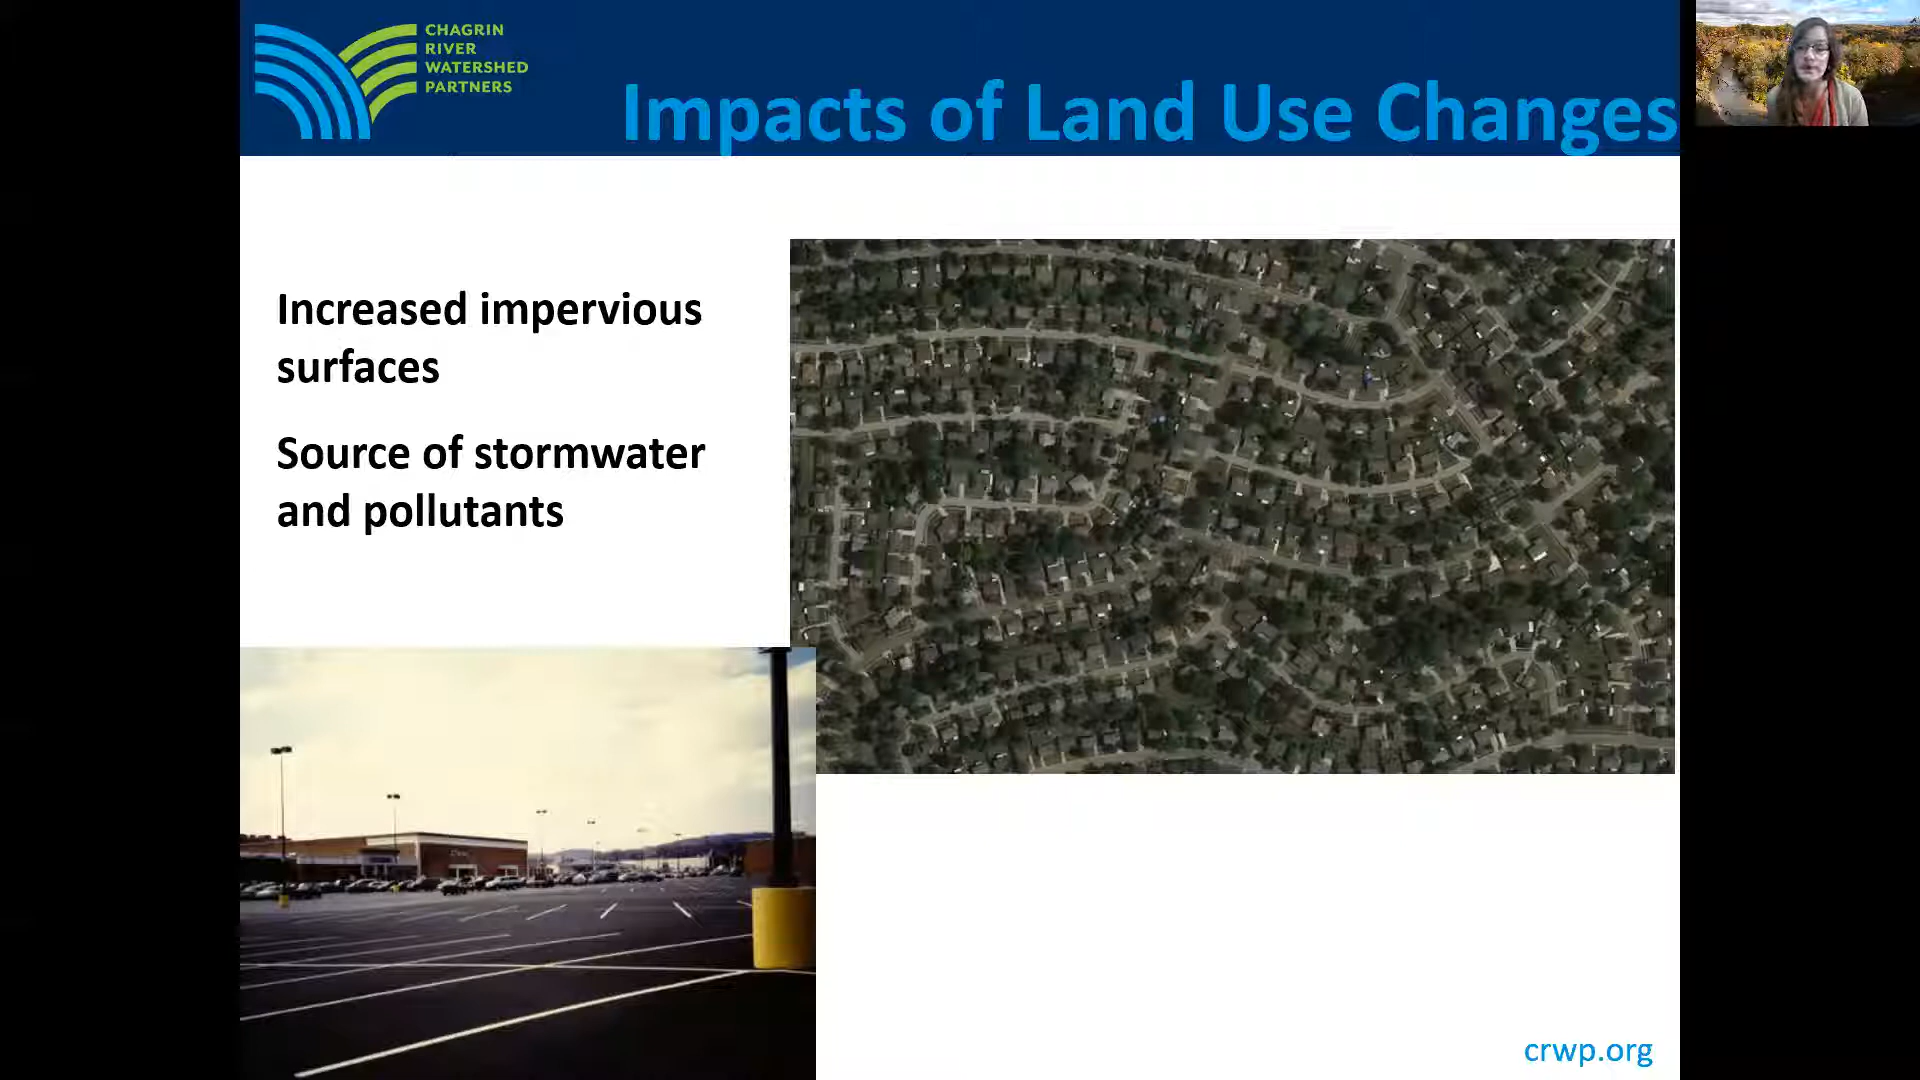 CHAGRIN
RIVER
WATERSHED
PARTNERS
Impacts of Land Use Changes
Increased impervious
surfaces
Source of stormwater
and pollutants
crwp.org